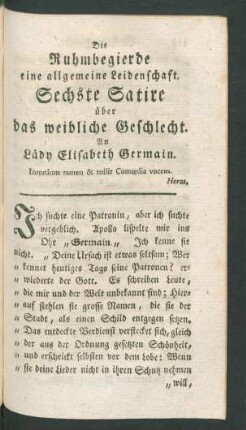 Die
Ruhmbegierde
eine allgemeine Leidenschaft.
Sechste Satire
über
das weibliche Geschlecht.
An
Lädy Elisabeth Germain.
Interdum tamen & tollit Comœdia vocem.
Horat.
Ich suchte eine Patronin, aber ich suchte
vergeblich. Apollo lispelte mir ins
Ohr „Germain.„ Ich kenne sie
nicht. „Deine Ursach ist etwas seltsam; Wer
„ kennet heutiges Tags seine Patronen? er-
„ wiederte der Gott. Es schreiben Leute,
„ die mir und der Welt unbekannt sind; Hier-
„ auf stehlen sie grosse Namen, die sie der
„ Stadt, als einen Schild entgegen setzen.
„ Das entdeckte Verdienst verstecket sich, gleich
„ der aus der Ordnung gesetzten Schönheit,
„ und erschrickt selbsten vor dem Lobe: Wenn
„ sie deine Lieder nicht in ihren Schutz nehmen
„ will,